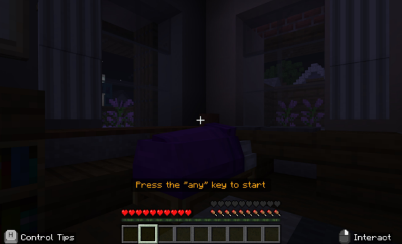 Press the "any" key to start
H Control Tips
Interact